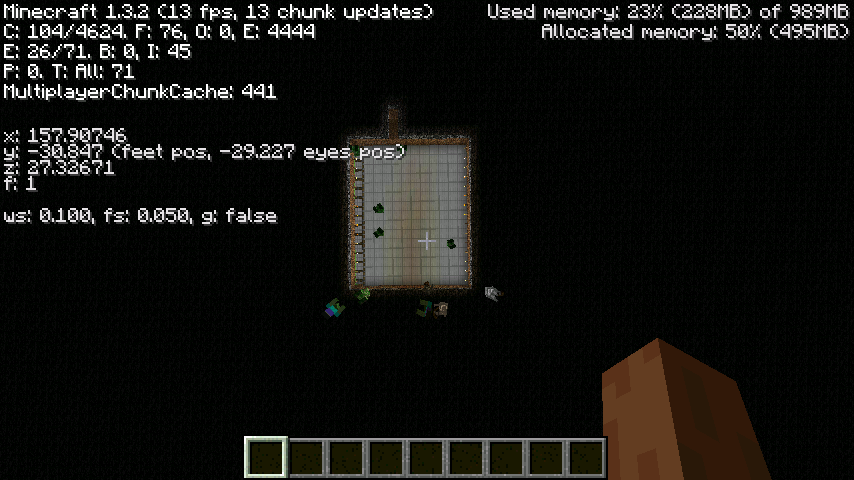 Minecraft 1.3.2 (13 fps, 13 chunk updates)
Used memory: 23% (228MB) of 989MB
C: 104/4624. F: 76, O: 0, E: 4444
Allocated memory: 50% (495MB)
E: 26/71. B: 0, I: 45
P: 0. T: All: 71
MultiplayerChunkCache: 441
x: 157.90746
y: -30.847 (feet pos, -29.227 eyes pos)
z: 27.32671
f: 1
ws: 0.100, fs: 0.050, g: false